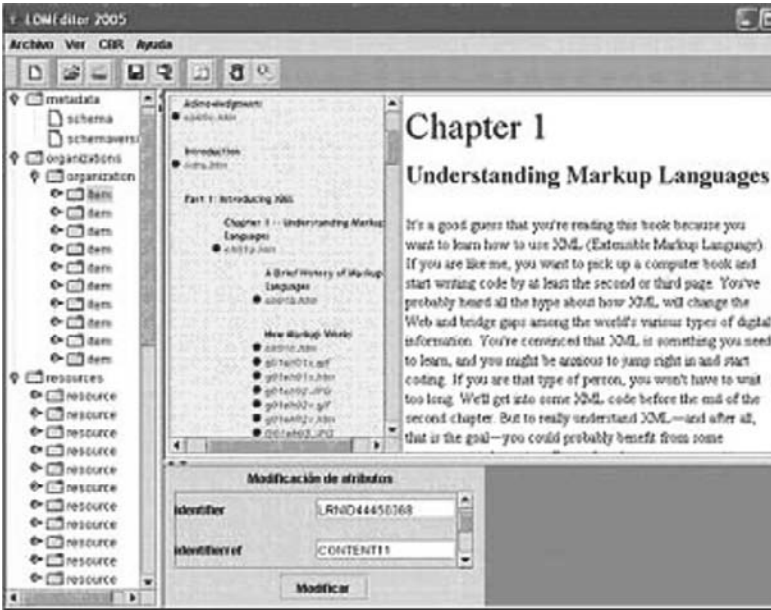 LOMEditor 2005
Archivo Ver CBR Ayuda
metadata
schema
schemaversi
organizations
organization
item
item
item
item
item
item
item
item
item
resources
resource
resource
resource
resource
resource
resource
resource
resource
resource
resource
resource
Acknowledgment
Introduction
Part 1: Introducing XML
Chapter 1 -- Understanding Markup
Languages
A Brief History of Markup
Languages
How Markup Works
Chapter 1
Understanding Markup Languages
It's a good guess that you're reading this book because you
want to learn how to use XML (Extensible Markup Language).
If you are like me, you want to pick up a computer book and
start writing code by at least the second or third page. You've
probably heard all the hype about how XML will change the
Web and bridge gaps among the world's various types of digital
information. You're convinced that XML is something you need
to learn, and you might be anxious to jump right in and start
coding. If you are that type of person, you won't have to wait
too long. We'll get into some XML code before the end of the
second chapter. But to really understand XML—and after all,
that is the goal—you could probably benefit from some
Modificación de atributos
identifier
identifierref
CONTENT11
Modificar